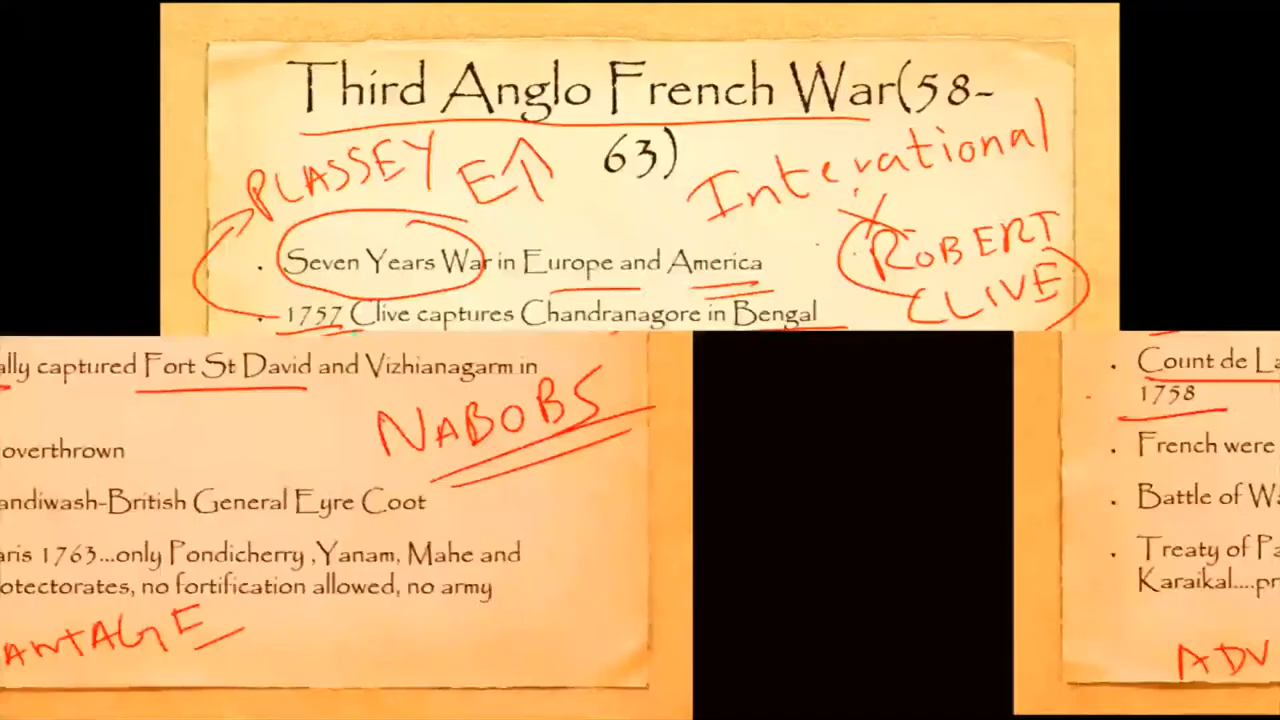 Third Anglo French War(58-
63)
PLASSEY E↑ Interational
Seven Years War in Europe and America
ROBERT
CLIVE
1757 Clive captures Chandranagore in Bengal
ally captured Fort St David and Vizhianagarm in
NABOBS
overthrown
andiwash-British General Eyre Coot
aris 1763...only Pondicherry ,Yanam, Mahe and
otectorates, no fortification allowed, no army
ANTAGE
Count de La
1758
French were
Battle of Wa
Treaty of Pa
Karaikal....pr
ADV